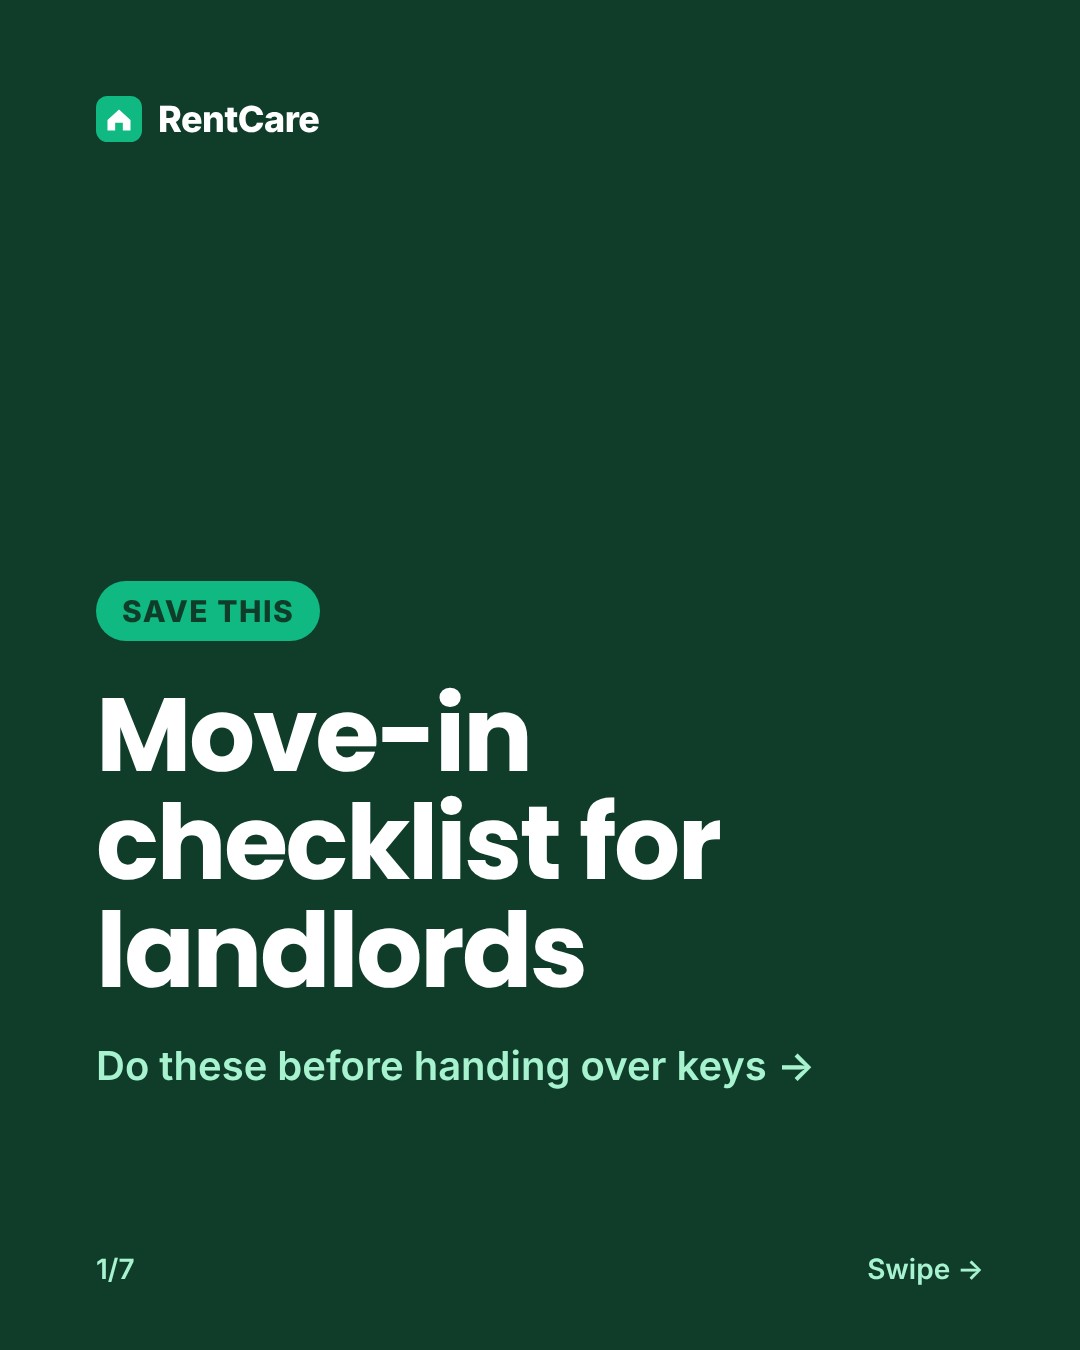 RentCare
SAVE THIS
Move-in
checklist for
landlords
Do these before handing over keys →
1/7
Swipe →